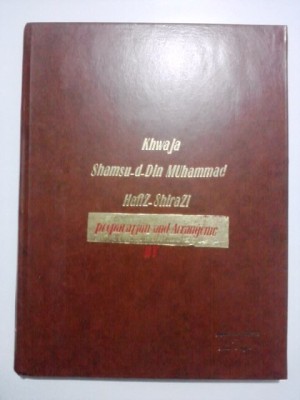 Khwaja
Shamsu-d-Din MUhammad
HafiZ-ShiraZI
preparation and Arrangeme